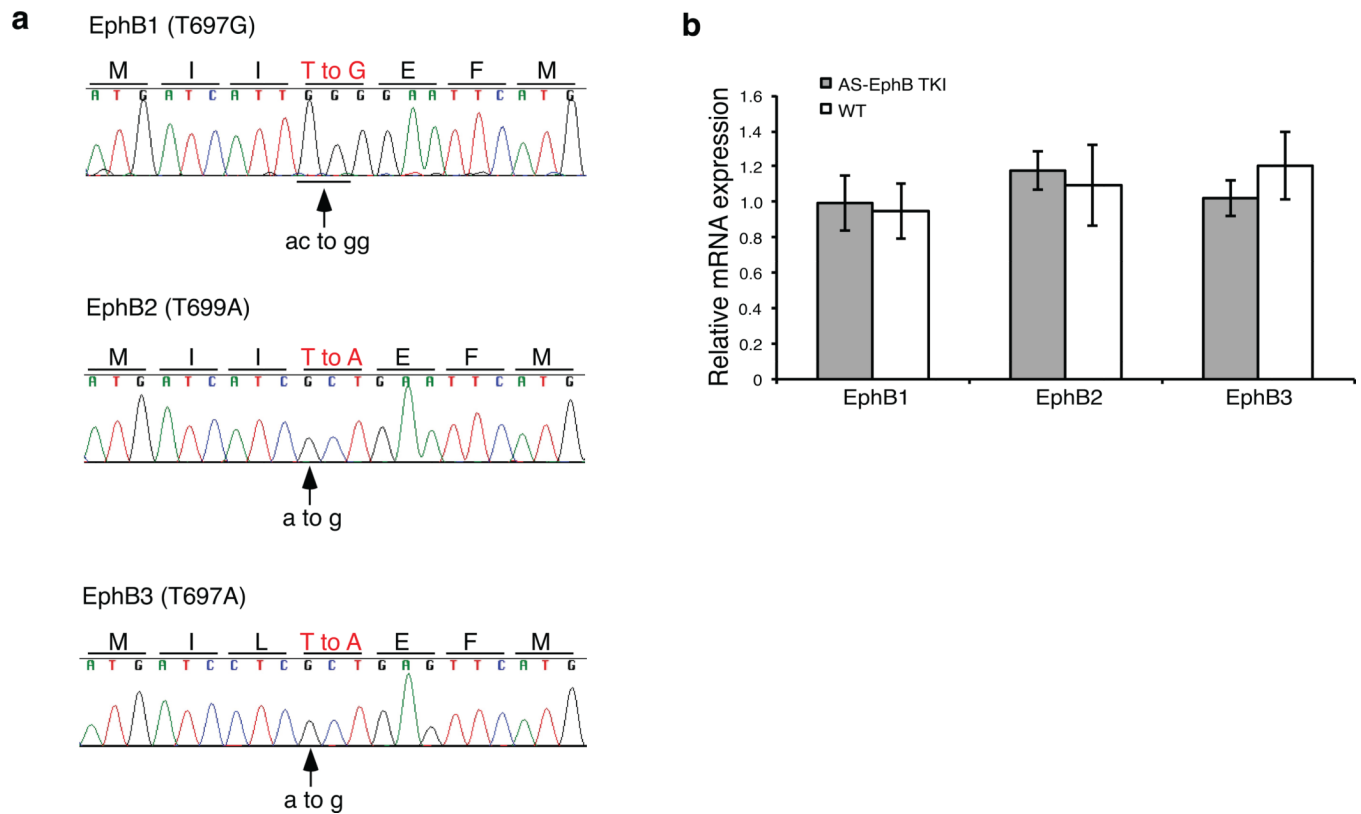 a
EphB1 (T697G)
M I I T to G E F M
A T G A T C A T T G G G G A A T T C A T G
ac to gg
EphB2 (T699A)
M I I T to A E F M
A T G A T C A T C G C T G A A T T C A T G
a to g
EphB3 (T697A)
M I L T to A E F M
A T G A T C C T C G C T G A G T T C A T G
a to g
b
AS-EphB TKI
WT
Relative mRNA expression
1.6
1.4
1.2
1.0
0.8
0.6
0.4
0.2
0
EphB1 EphB2 EphB3